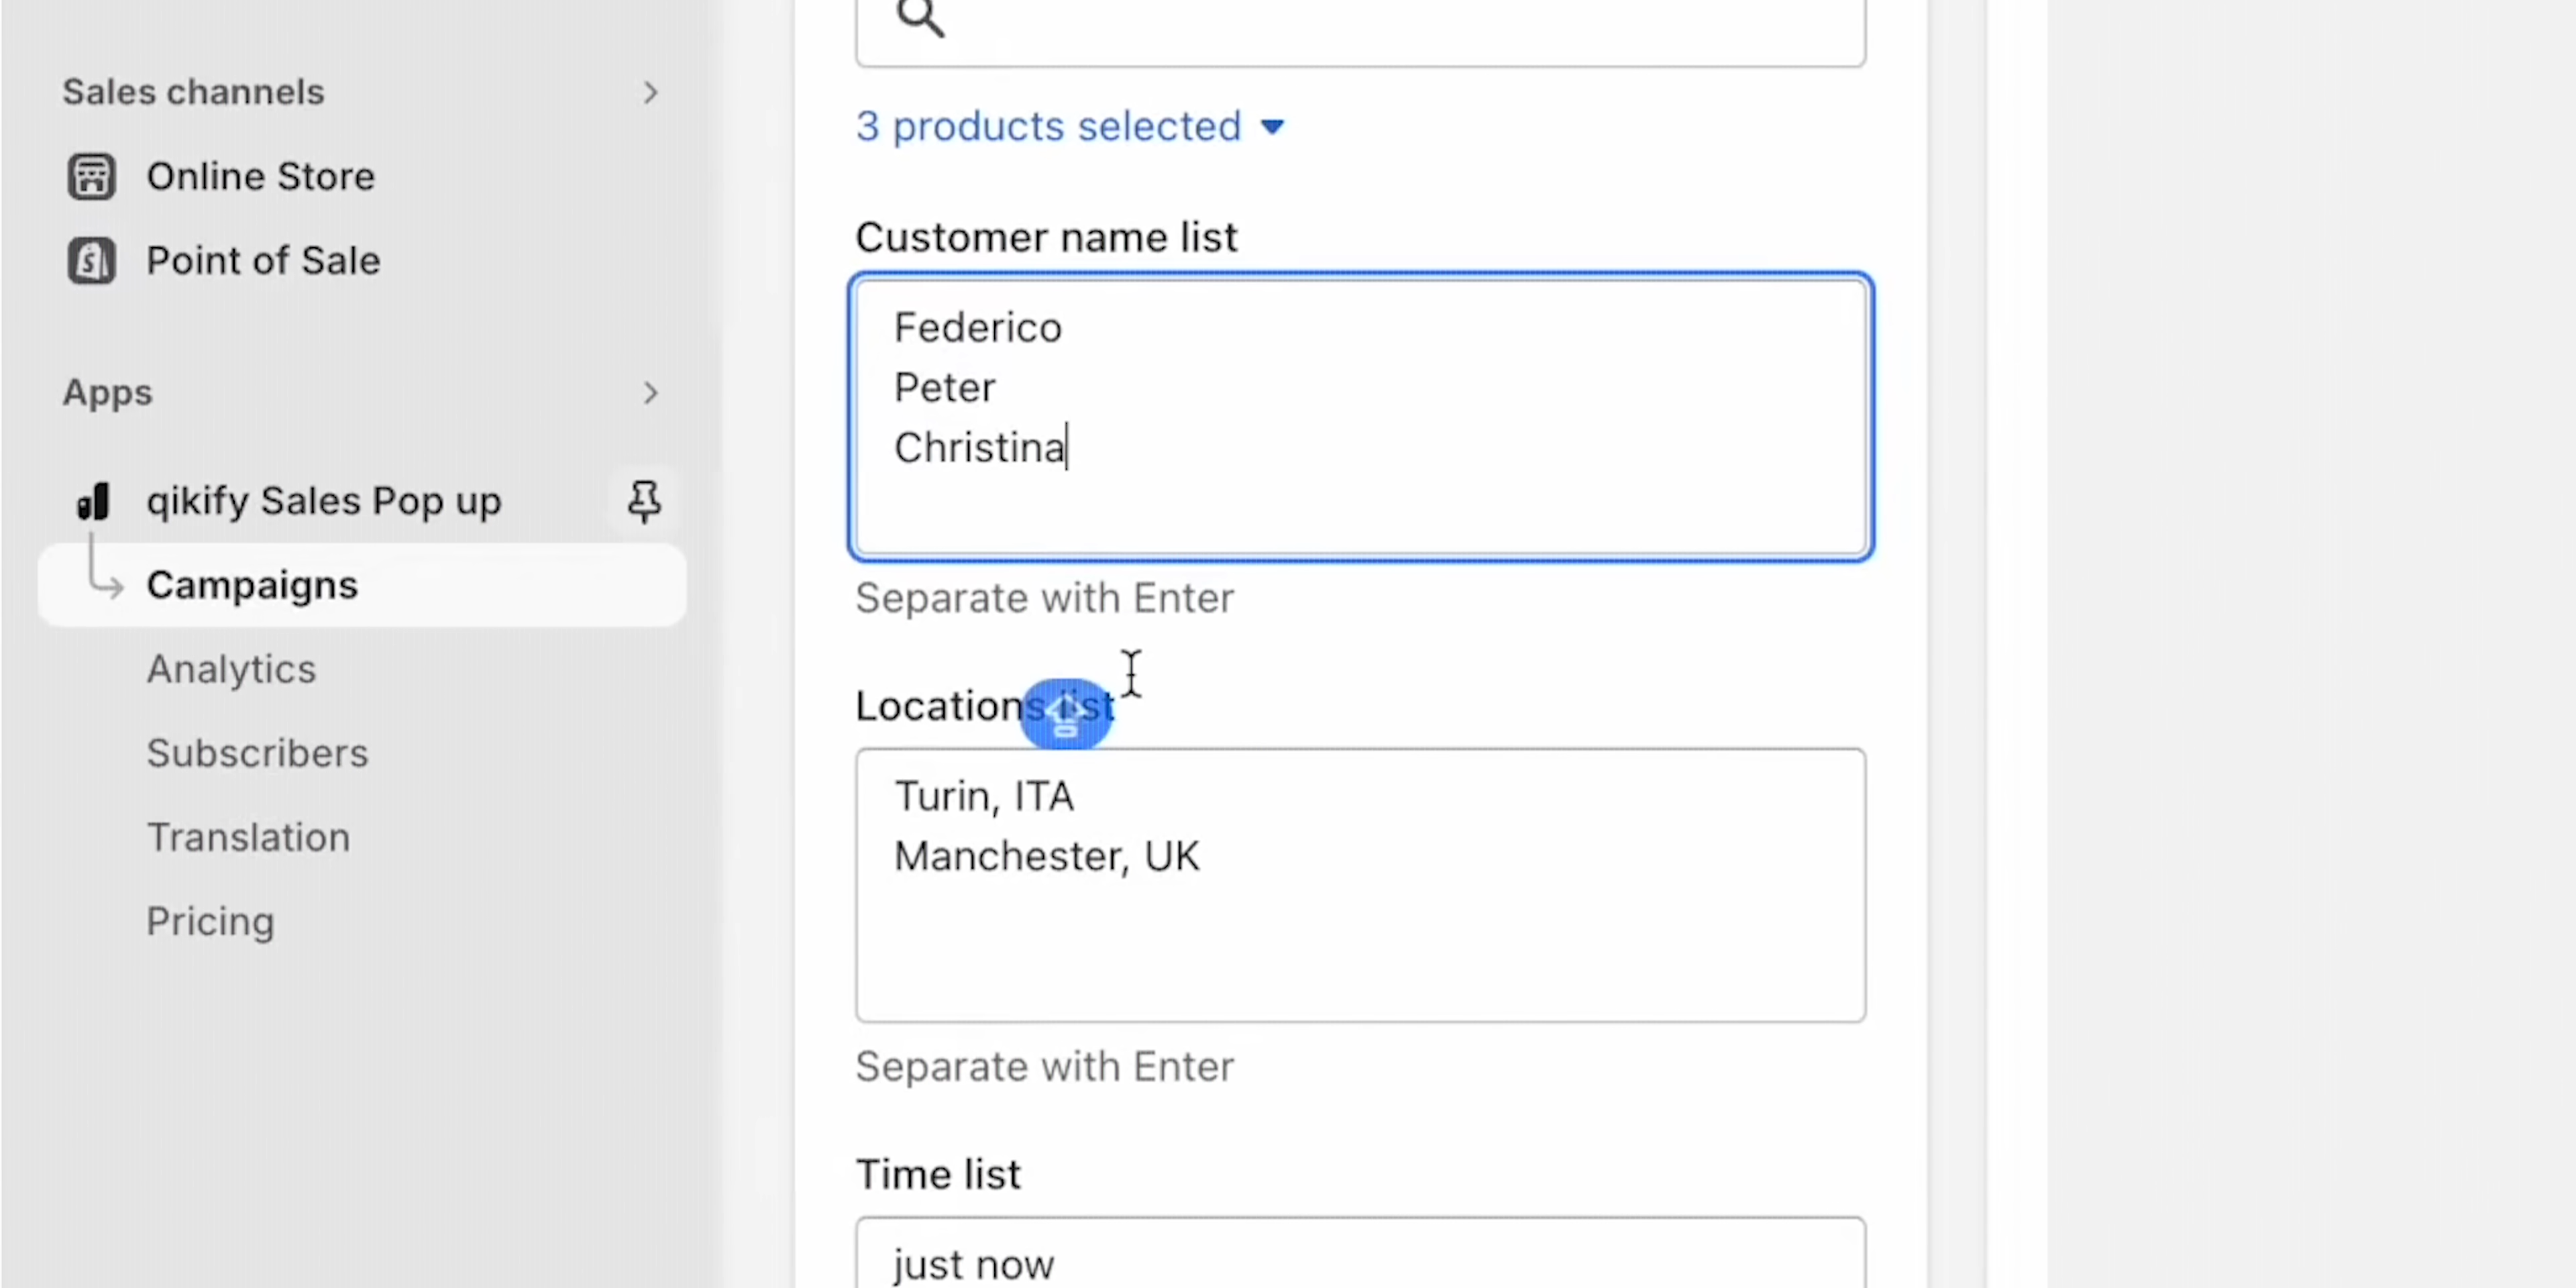 Sales channels
Online Store
Point of Sale
Apps
qikify Sales Pop up
Campaigns
Analytics
Subscribers
Translation
Pricing
3 products selected
Customer name list
Federico
Peter
Christina
Separate with Enter
Locations list
Turin, ITA
Manchester, UK
Separate with Enter
Time list
just now